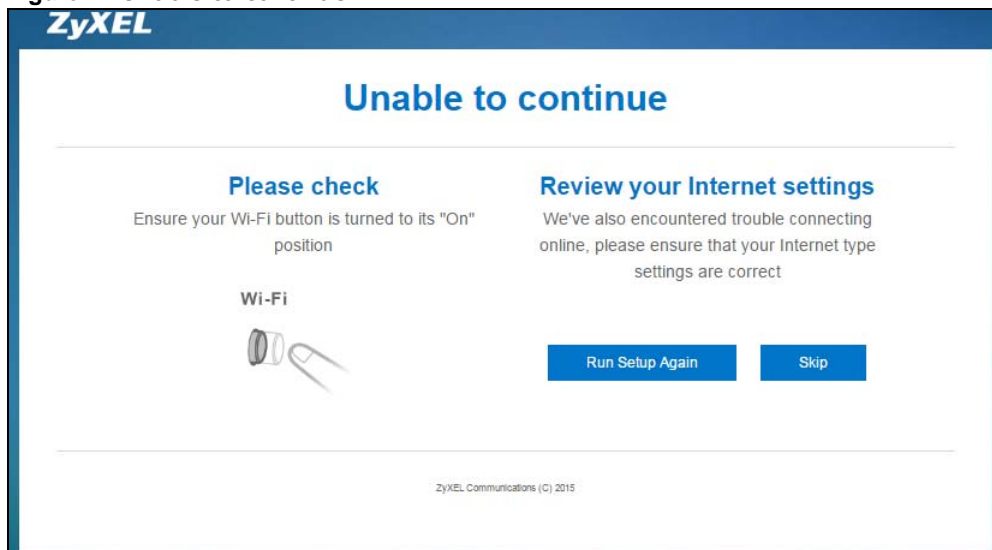 ZyXEL
Unable to continue
Please check
Ensure your Wi-Fi button is turned to its "On"
position
Wi-Fi
Review your Internet settings
We've also encountered trouble connecting
online, please ensure that your Internet type
settings are correct
Run Setup Again
Skip
ZyXEL Communications (C) 2015